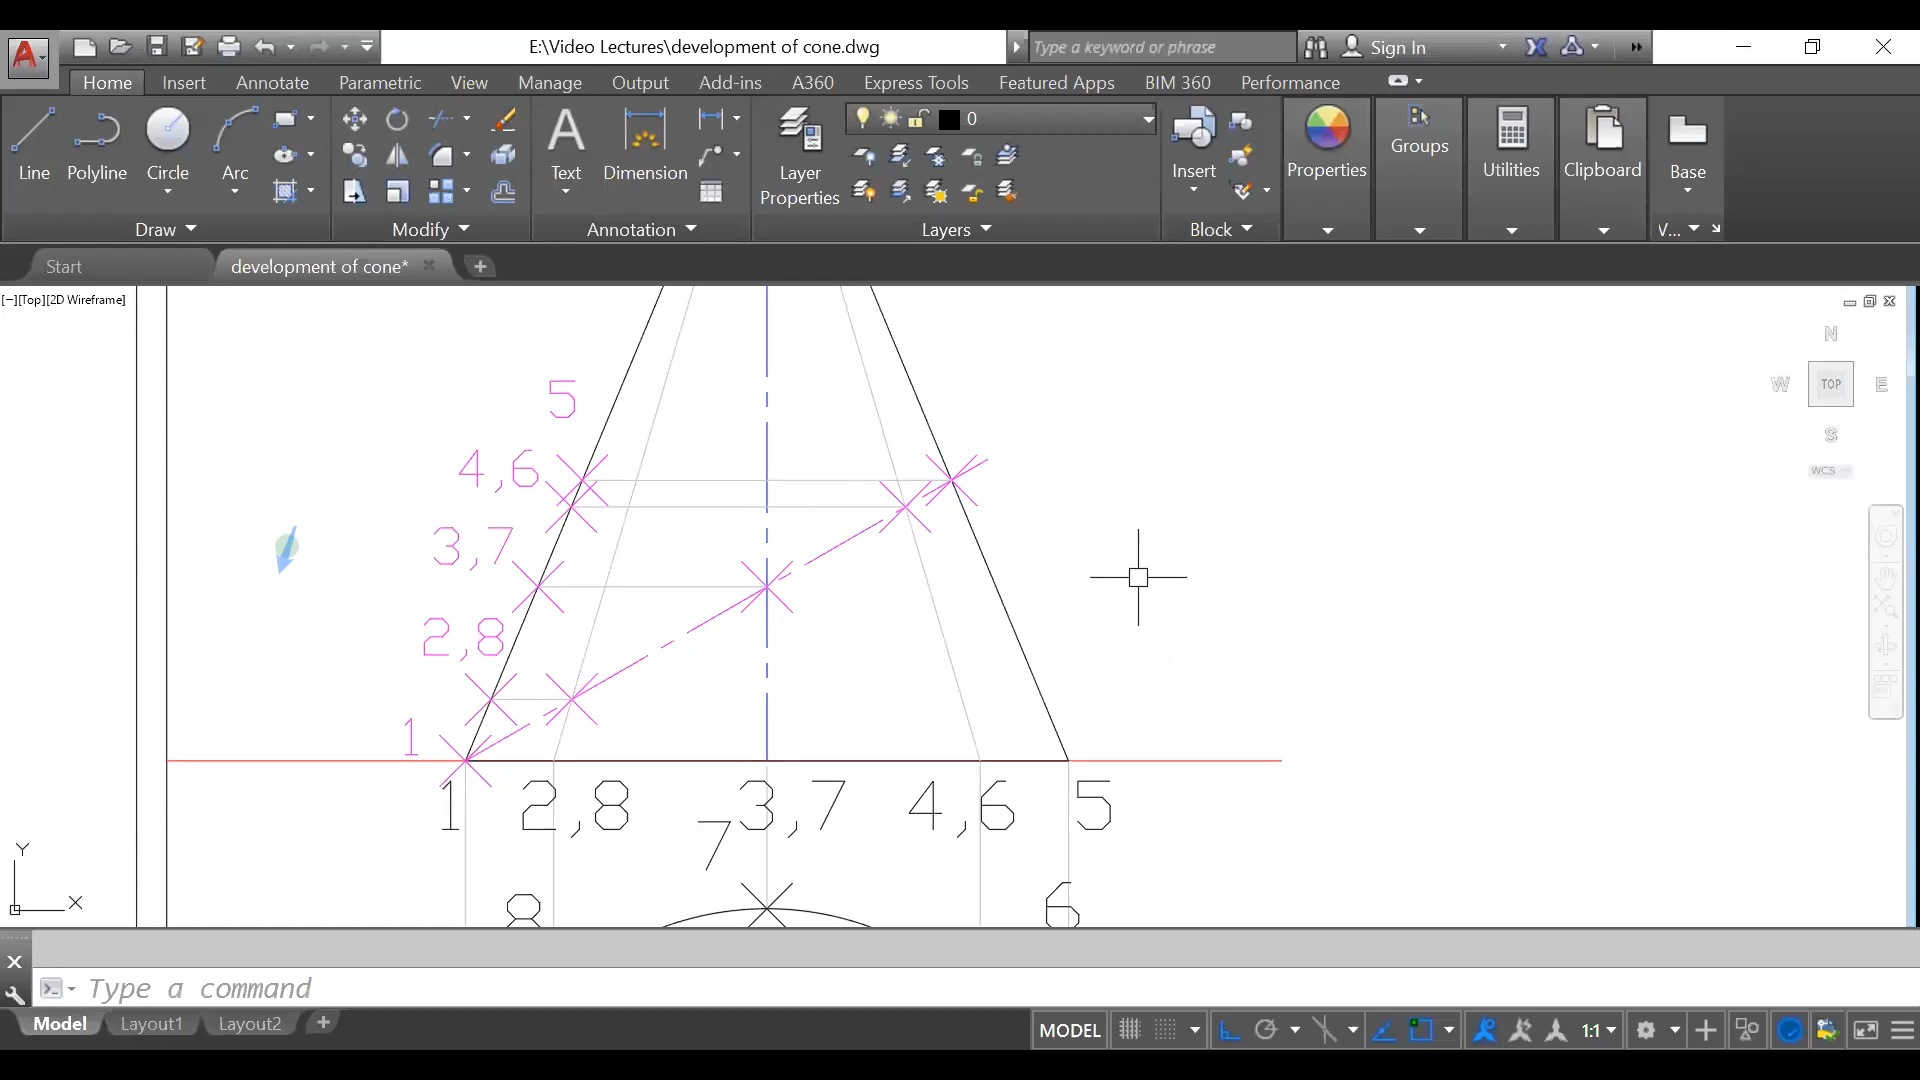 E:\Video Lectures\development of cone.dwg
Type a keyword or phrase
Sign In
Home Insert Annotate Parametric View Manage Output Add-ins A360 Express Tools Featured Apps BIM 360 Performance
0
Line Polyline Circle Arc
Text Dimension
Layer Properties
Insert
Properties
Groups
Utilities
Clipboard
Base
Draw Modify Annotation Layers Block V...
Start
development of cone*
[−][Top][2D Wireframe]
N
W TOP E
S
WCS
5
4,6
3,7
2,8
1
1 2,8 3,7 4,6 5
7
8 6
Y
X
Type a command
Model Layout1 Layout2
MODEL
1:1